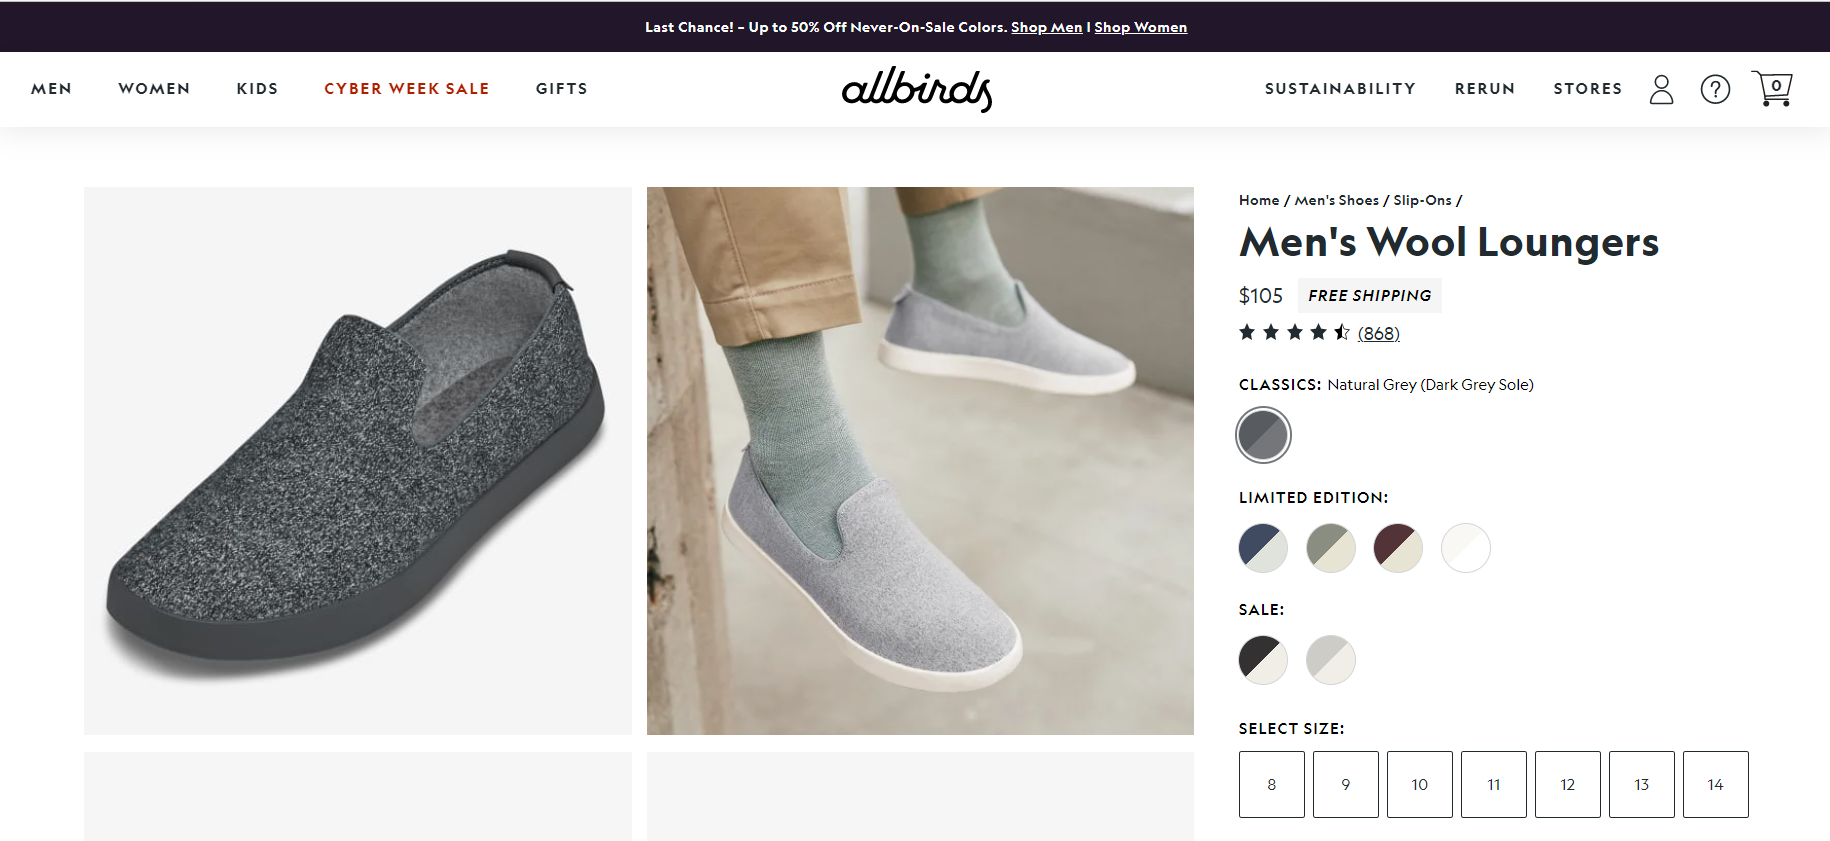 Last Chance! – Up to 50% Off Never-On-Sale Colors. Shop Men | Shop Women
MEN WOMEN KIDS CYBER WEEK SALE GIFTS allbirds SUSTAINABILITY RERUN STORES ? 0
Home / Men's Shoes / Slip-Ons /
Men's Wool Loungers
$105 FREE SHIPPING
(868)
CLASSICS: Natural Grey (Dark Grey Sole)
LIMITED EDITION:
SALE:
SELECT SIZE:
8 9 10 11 12 13 14